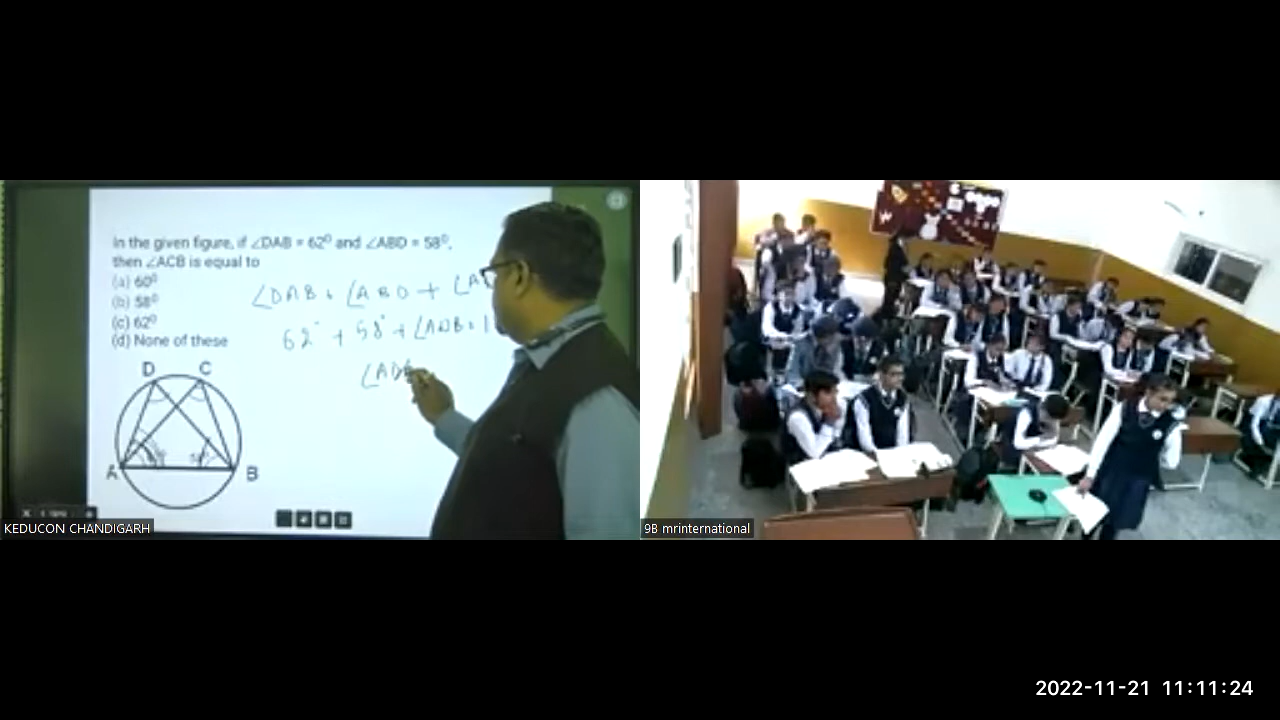 In the given figure, if ∠DAB = 62⁰ and ∠ABD = 58⁰,
then ∠ACB is equal to
(a) 60⁰
(b) 58⁰
(c) 62⁰
(d) None of these
∠DAB + ∠ABD + ∠A
62° + 58° + ∠ADB = 1
∠AD
D C
A B
KEDUCON CHANDIGARH
9B mrinternational
2022-11-21 11:11:24